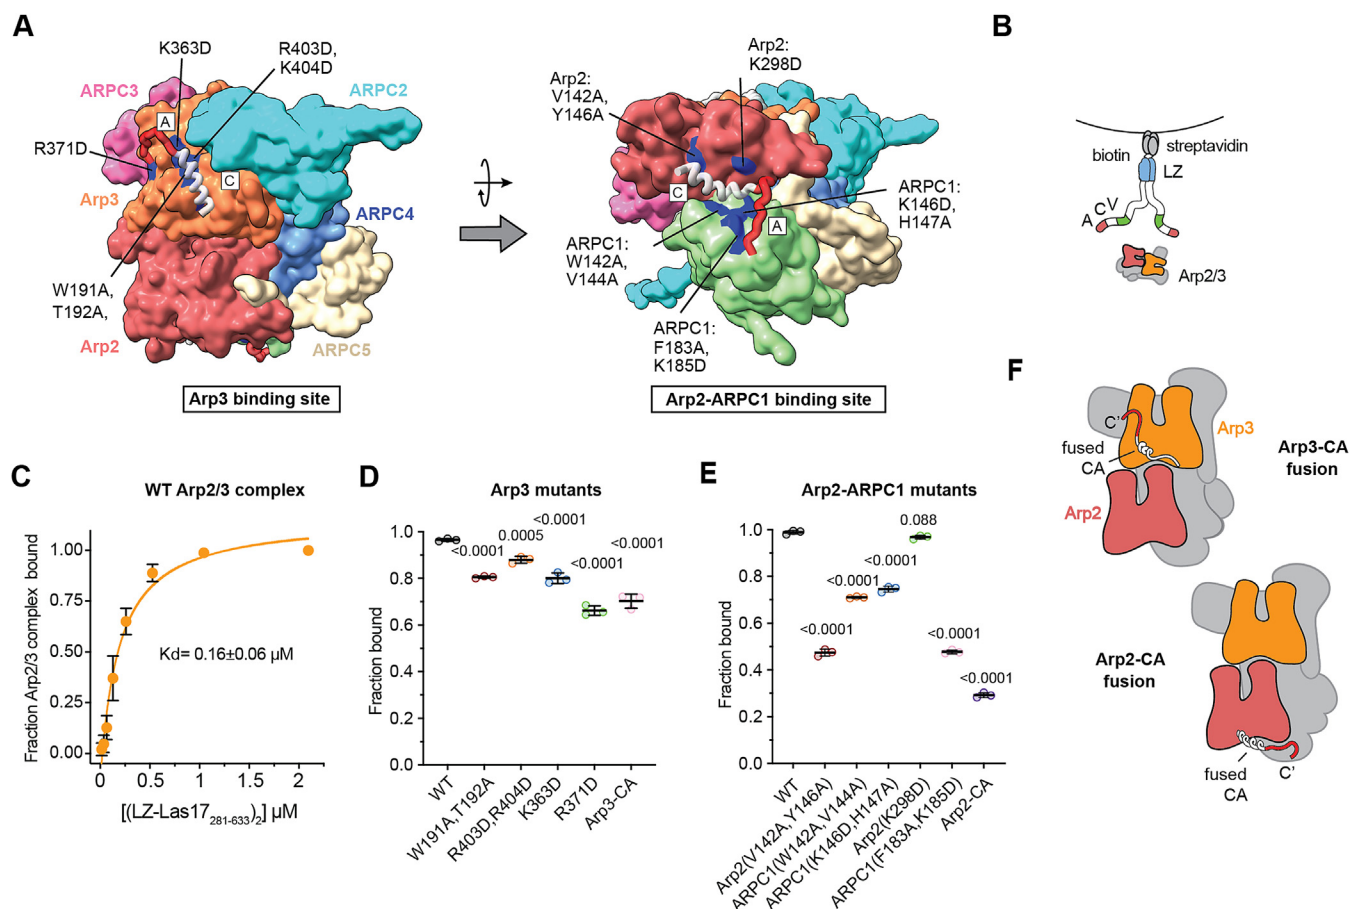 A
K363D
R403D,
K404D
ARPC3
ARPC2
A
R371D
C
Arp3
ARPC4
W191A,
T192A,
Arp2
ARPC5
Arp3 binding site
Arp2:
V142A,
Y146A
Arp2:
K298D
C
A
ARPC1:
K146D,
H147A
ARPC1:
W142A,
V144A
ARPC1:
F183A,
K185D
Arp2-ARPC1 binding site
B
biotin
streptavidin
LZ
A C V
Arp2/3
C
WT Arp2/3 complex
Fraction Arp2/3 complex bound
1.00
0.75
0.50
0.25
0.00
Kd= 0.16±0.06 µM
0 0.5 1 1.5 2
[(LZ-Las17281-633)2] µM
D
Arp3 mutants
Fraction bound
1.0
0.8
0.6
0.4
0.2
0.0
<0.0001
0.0005
<0.0001
<0.0001
<0.0001
WT
W191A,T192A
R403D,R404D
K363D
R371D
Arp3-CA
E
Arp2-ARPC1 mutants
Fraction bound
1.0
0.8
0.6
0.4
0.2
0.0
<0.0001
<0.0001
<0.0001
0.088
<0.0001
<0.0001
WT
Arp2(V142A,Y146A)
ARPC1(W142A,V144A)
ARPC1(K146D,H147A)
Arp2(K298D)
ARPC1(F183A,K185D)
Arp2-CA
F
C'
Arp3
fused
CA
Arp3-CA
fusion
Arp2
Arp2-CA
fusion
fused
CA
C'